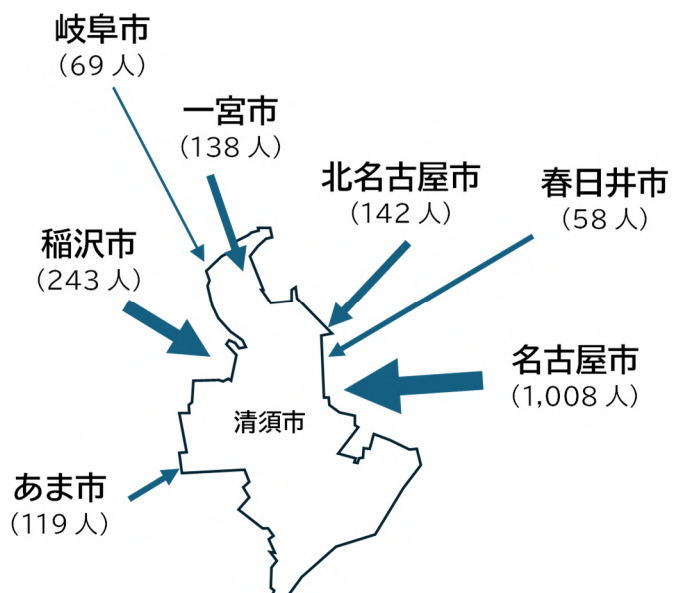 岐阜市
（69 人）
一宮市
（138 人）
北名古屋市
（142 人）
春日井市
（58 人）
稲沢市
（243 人）
名古屋市
（1,008 人）
清須市
あま市
（119 人）